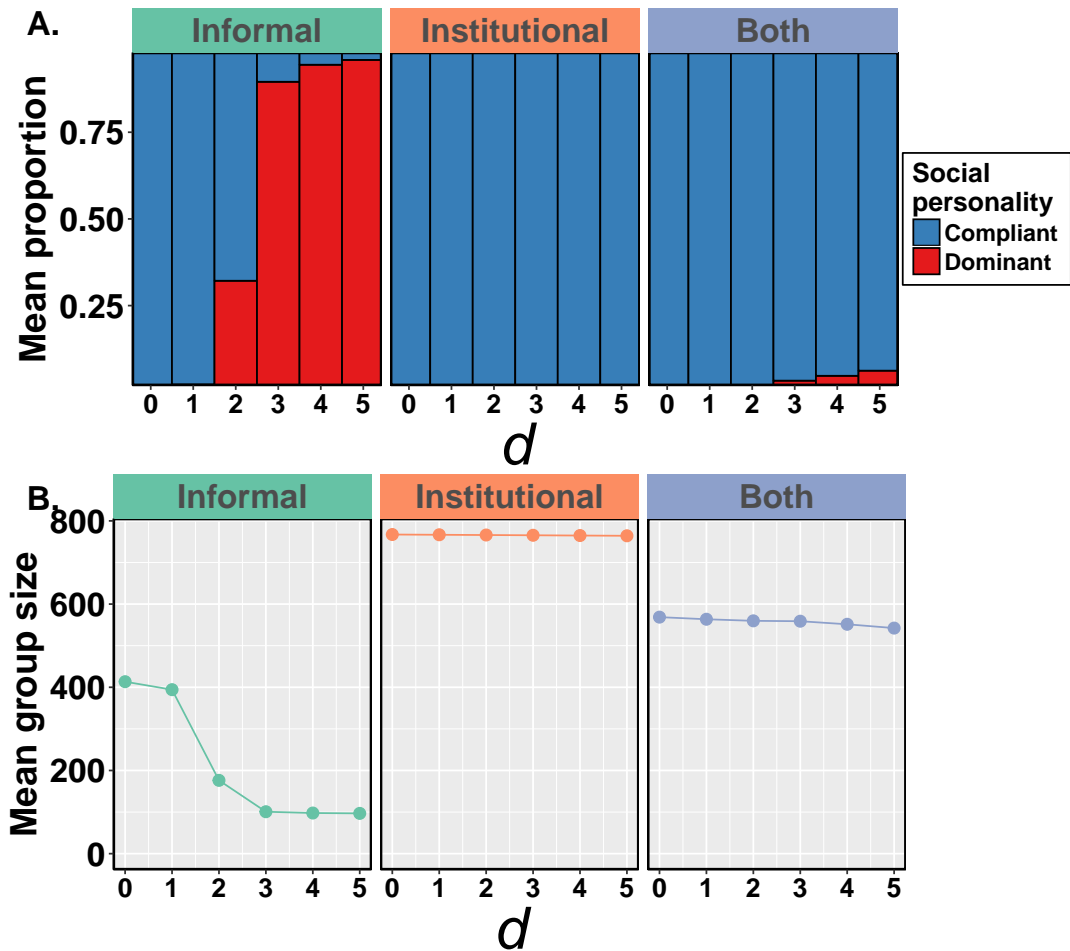 A.
Informal Institutional Both
Mean proportion
0.75
0.50
0.25
0 1 2 3 4 5 0 1 2 3 4 5 0 1 2 3 4 5
d
Social
personality
Compliant
Dominant
B.
Informal Institutional Both
Mean group size
800
600
400
200
0
0 1 2 3 4 5 0 1 2 3 4 5 0 1 2 3 4 5
d